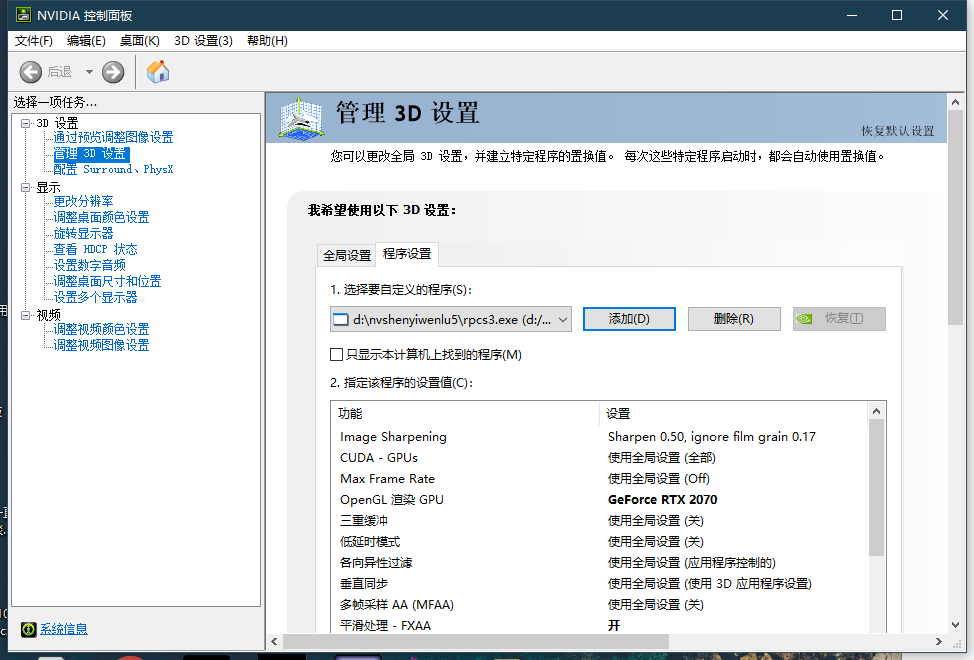 NVIDIA 控制面板
文件(F) 编辑(E) 桌面(K) 3D 设置(3) 帮助(H)
后退
选择一项任务...
3D 设置
通过预览调整图像设置
管理 3D 设置
配置 Surround、PhysX
显示
更改分辨率
调整桌面颜色设置
旋转显示器
查看 HDCP 状态
设置数字音频
调整桌面尺寸和位置
设置多个显示器
视频
调整视频颜色设置
调整视频图像设置
系统信息
管理 3D 设置
恢复默认设置
您可以更改全局 3D 设置，并建立特定程序的置换值。 每次这些特定程序启动时，都会自动使用置换值。
我希望使用以下 3D 设置:
全局设置 程序设置
1. 选择要自定义的程序(S):
d:\nvshenyiwenlu5\rpcs3.exe (d:/... 添加(D) 删除(R) 恢复(T)
只显示本计算机上找到的程序(M)
2. 指定该程序的设置值(C):
功能 设置
Image Sharpening Sharpen 0.50, ignore film grain 0.17
CUDA - GPUs 使用全局设置 (全部)
Max Frame Rate 使用全局设置 (Off)
OpenGL 渲染 GPU GeForce RTX 2070
三重缓冲 使用全局设置 (关)
低延时模式 使用全局设置 (关)
各向异性过滤 使用全局设置 (应用程序控制的)
垂直同步 使用全局设置 (使用 3D 应用程序设置)
多帧采样 AA (MFAA) 使用全局设置 (关)
平滑处理 - FXAA 开